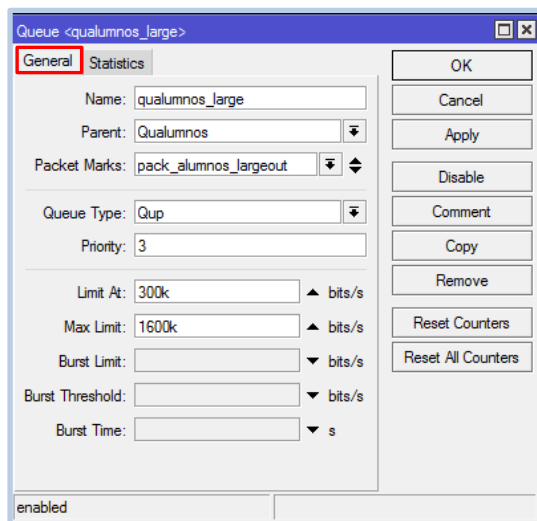 Queue <qualumnos_large>
General Statistics
Name: qualumnos_large
Parent: Qualumnos
Packet Marks: pack_alumnos_largeout
Queue Type: Qup
Priority: 3
Limit At: 300k bits/s
Max Limit: 1600k bits/s
Burst Limit: bits/s
Burst Threshold: bits/s
Burst Time: s
OK
Cancel
Apply
Disable
Comment
Copy
Remove
Reset Counters
Reset All Counters
enabled